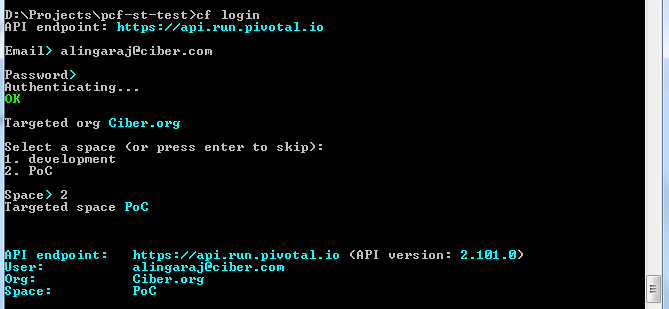 D:\Projects\pcf-st-test>cf login
API endpoint: https://api.run.pivotal.io
Email> alingaraj@ciber.com
Password>
Authenticating...
OK
Targeted org Ciber.org
Select a space (or press enter to skip):
1. development
2. PoC
Space> 2
Targeted space PoC
API endpoint: https://api.run.pivotal.io (API version: 2.101.0)
User: alingaraj@ciber.com
Org: Ciber.org
Space: PoC